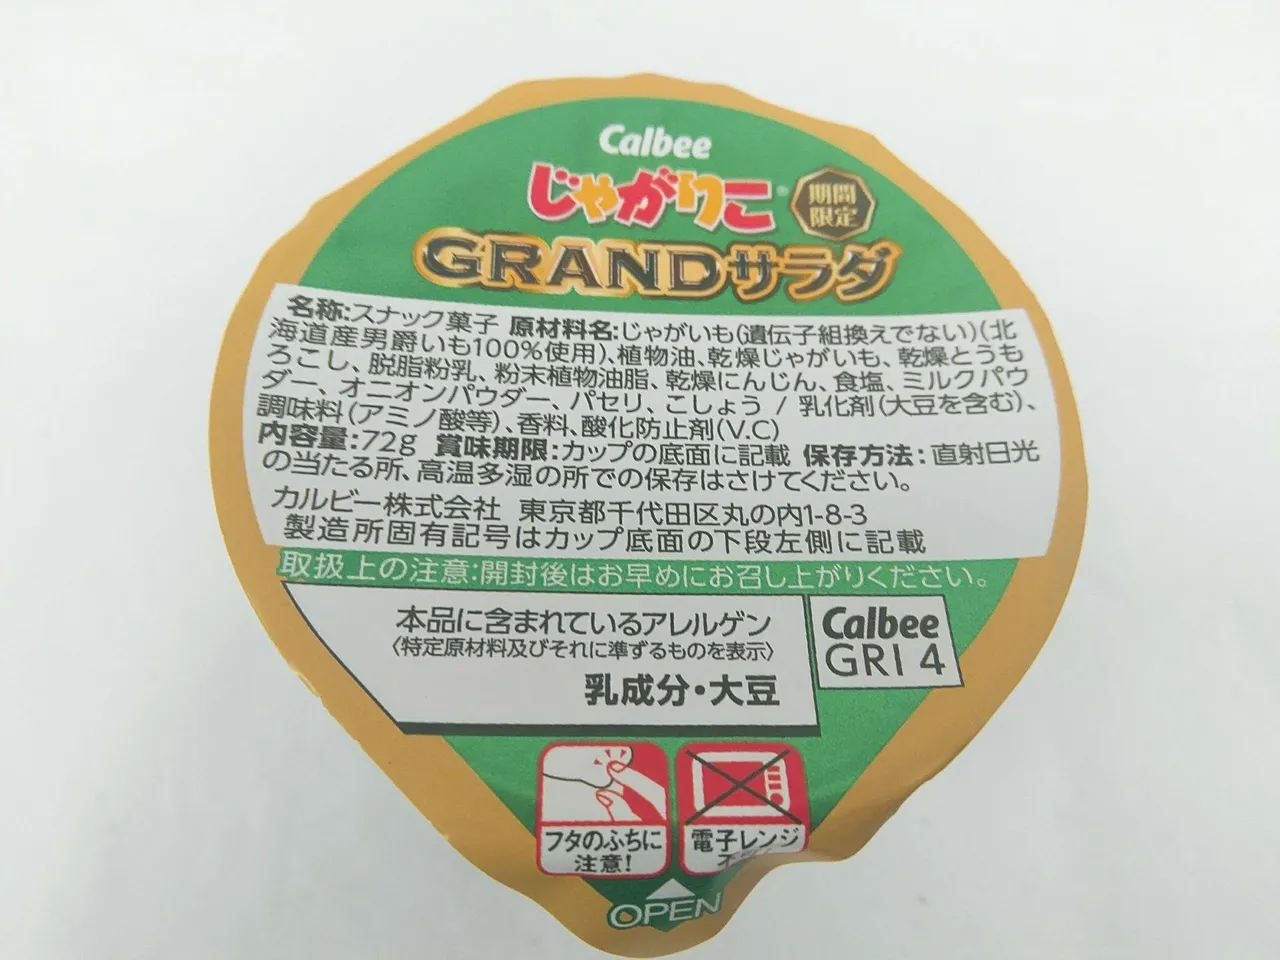 Calbee
じゃがりこ®
期間
限定
GRANDサラダ
名称:スナック菓子 原材料名:じゃがいも(遺伝子組換えでない)(北
海道産男爵いも100%使用)、植物油、乾燥じゃがいも、乾燥とうも
ろこし、脱脂粉乳、粉末植物油脂、乾燥にんじん、食塩、ミルクパウ
ダー、オニオンパウダー、パセリ、こしょう / 乳化剤(大豆を含む)、
調味料(アミノ酸等)、香料、酸化防止剤(V.C)
内容量:72g 賞味期限:カップの底面に記載 保存方法:直射日光
の当たる所、高温多湿の所での保存はさけてください。
カルビー株式会社 東京都千代田区丸の内1-8-3
製造所固有記号はカップ底面の下段左側に記載
取扱上の注意:開封後はお早めにお召し上がりください。
本品に含まれているアレルゲン
〈特定原材料及びそれに準ずるものを表示〉
乳成分・大豆
Calbee
GRI 4
フタのふちに
注意!
電子レンジ
OPEN